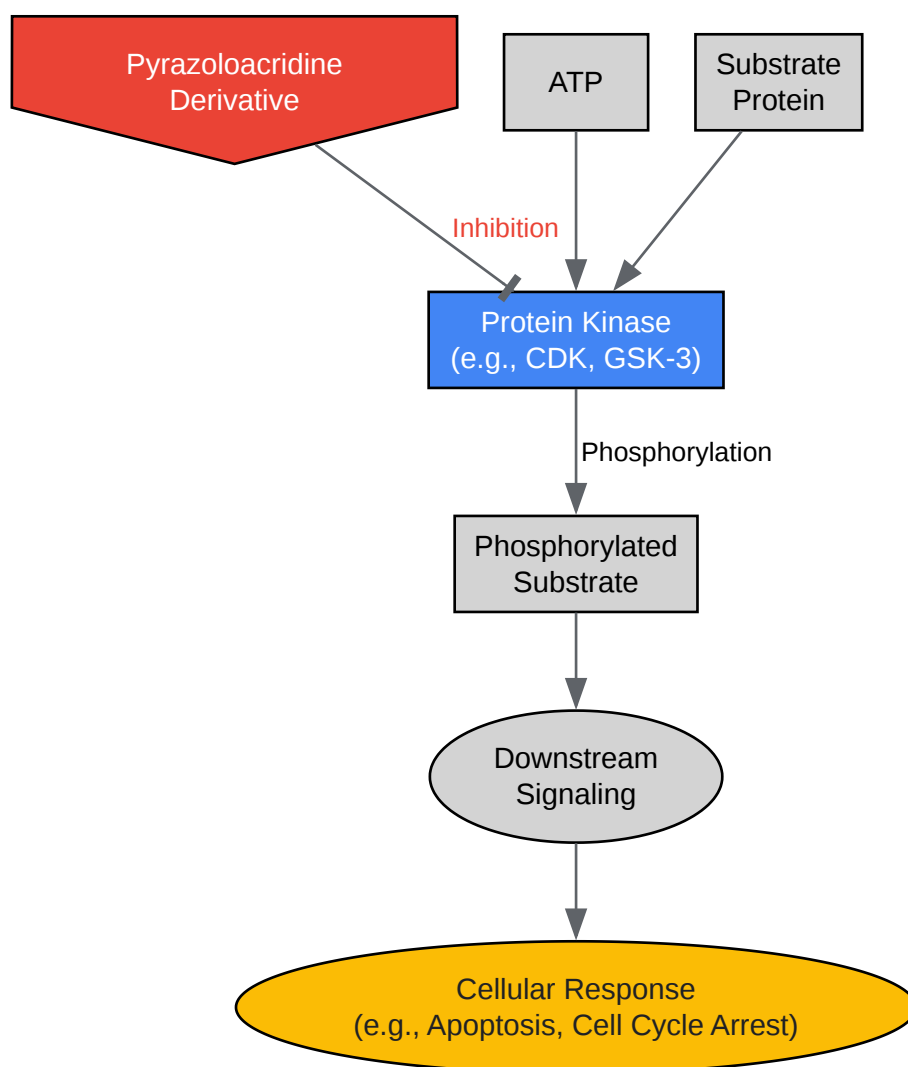 Pyrazoloacridine
Derivative
ATP
Substrate
Protein
Inhibition
Protein Kinase
(e.g., CDK, GSK-3)
Phosphorylation
Phosphorylated
Substrate
Downstream
Signaling
Cellular Response
(e.g., Apoptosis, Cell Cycle Arrest)